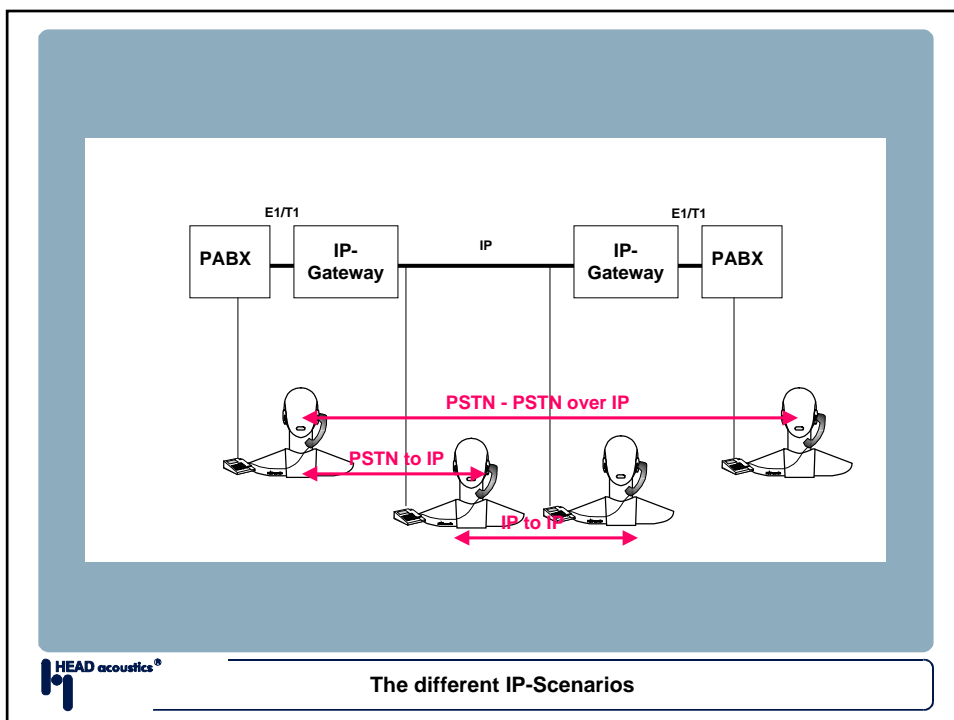 E1/T1
E1/T1
PABX
IP-
Gateway
IP
IP-
Gateway
PABX
PSTN - PSTN over IP
PSTN to IP
IP to IP
HEAD acoustics®
The different IP-Scenarios